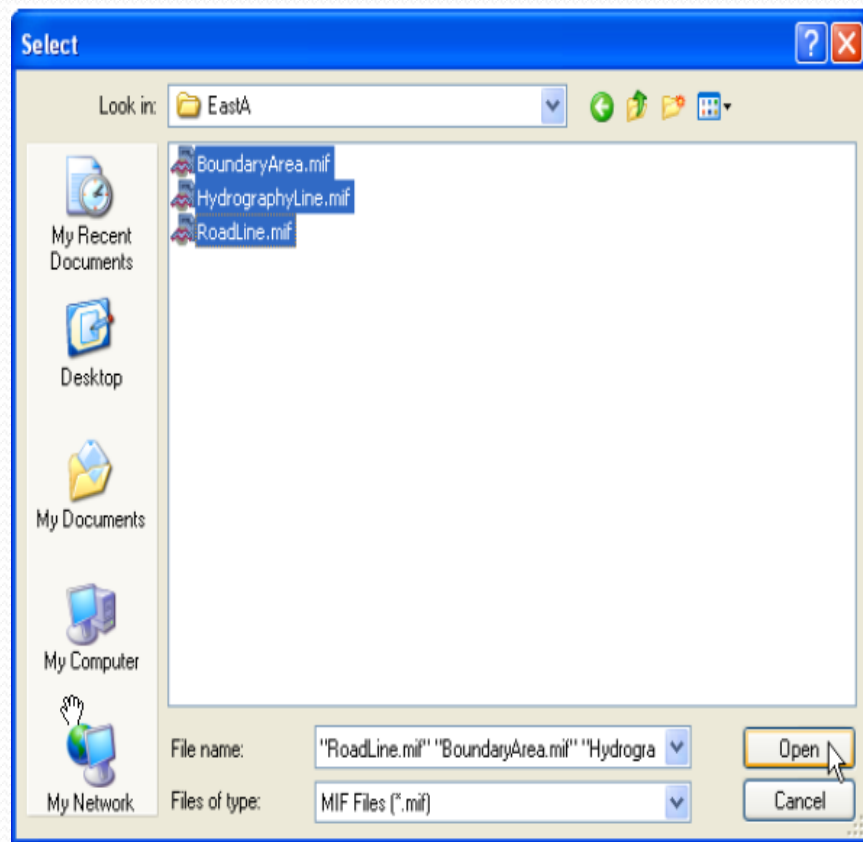 Select
Look in: EastA
BoundaryArea.mif
HydrographyLine.mif
RoadLine.mif
My Recent
Documents
Desktop
My Documents
My Computer
My Network
File name: "RoadLine.mif" "BoundaryArea.mif" "Hydrogra
Open
Files of type: MIF Files (*.mif)
Cancel